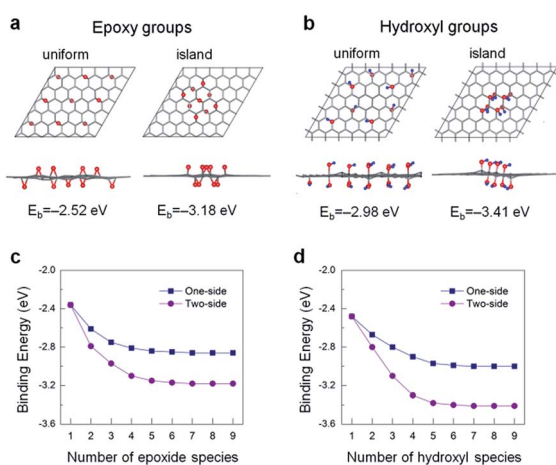 a Epoxy groups
uniform island
E_b=−2.52 eV E_b=−3.18 eV
b Hydroxyl groups
uniform island
E_b=−2.98 eV E_b=−3.41 eV
c
Binding Energy (eV)
-2.0
-2.4
-2.8
-3.2
-3.6
One-side
Two-side
1 2 3 4 5 6 7 8 9
Number of epoxide species
d
Binding Energy (eV)
-2.0
-2.4
-2.8
-3.2
-3.6
One-side
Two-side
1 2 3 4 5 6 7 8 9
Number of hydroxyl species